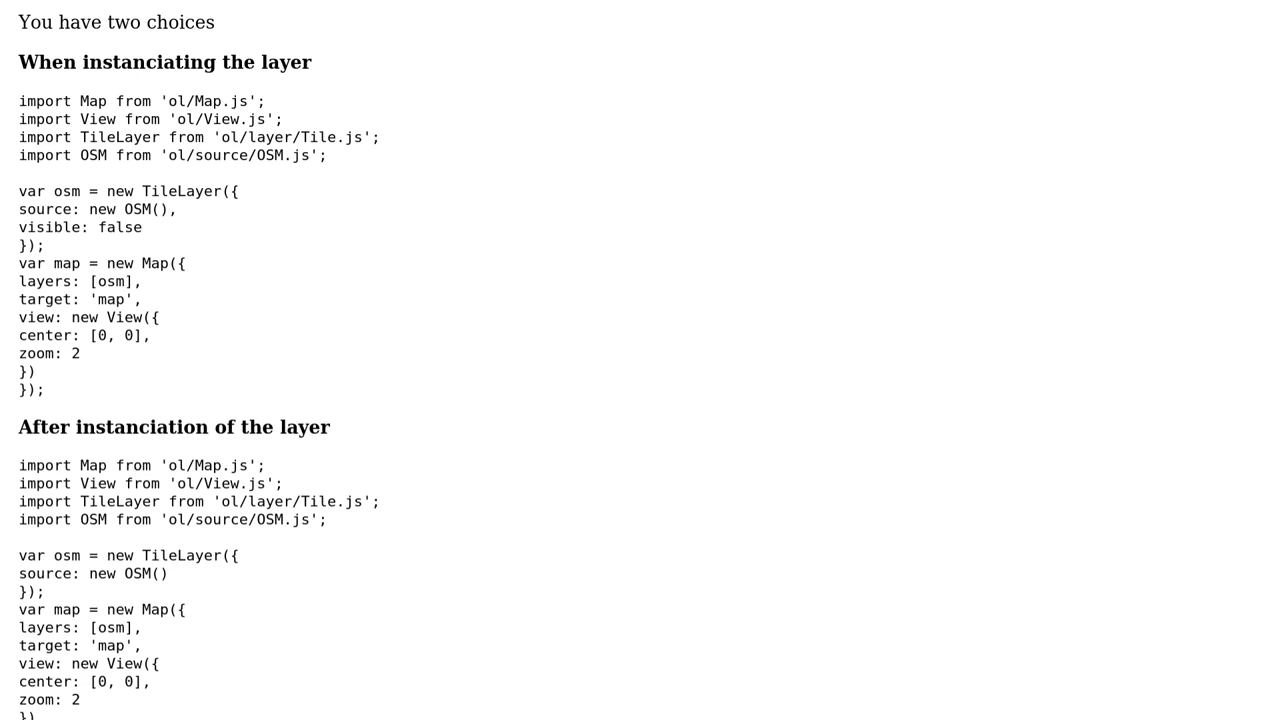 You have two choices
When instanciating the layer
import Map from 'ol/Map.js';
import View from 'ol/View.js';
import TileLayer from 'ol/layer/Tile.js';
import OSM from 'ol/source/OSM.js';
var osm = new TileLayer({
source: new OSM(),
visible: false
});
var map = new Map({
layers: [osm],
target: 'map',
view: new View({
center: [0, 0],
zoom: 2
})
});
After instanciation of the layer
import Map from 'ol/Map.js';
import View from 'ol/View.js';
import TileLayer from 'ol/layer/Tile.js';
import OSM from 'ol/source/OSM.js';
var osm = new TileLayer({
source: new OSM()
});
var map = new Map({
layers: [osm],
target: 'map',
view: new View({
center: [0, 0],
zoom: 2
})